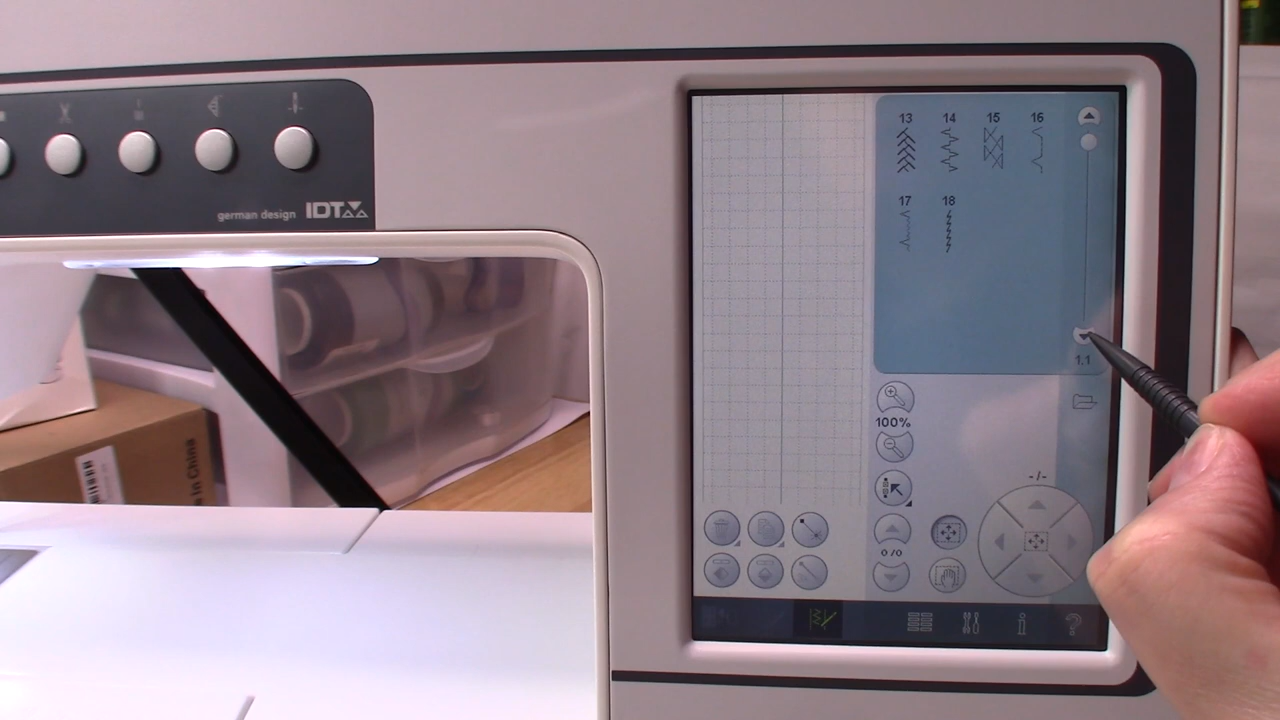 german design IDT
13 14 15 16
17 18
1.1
100%
-/-
0/0
in China